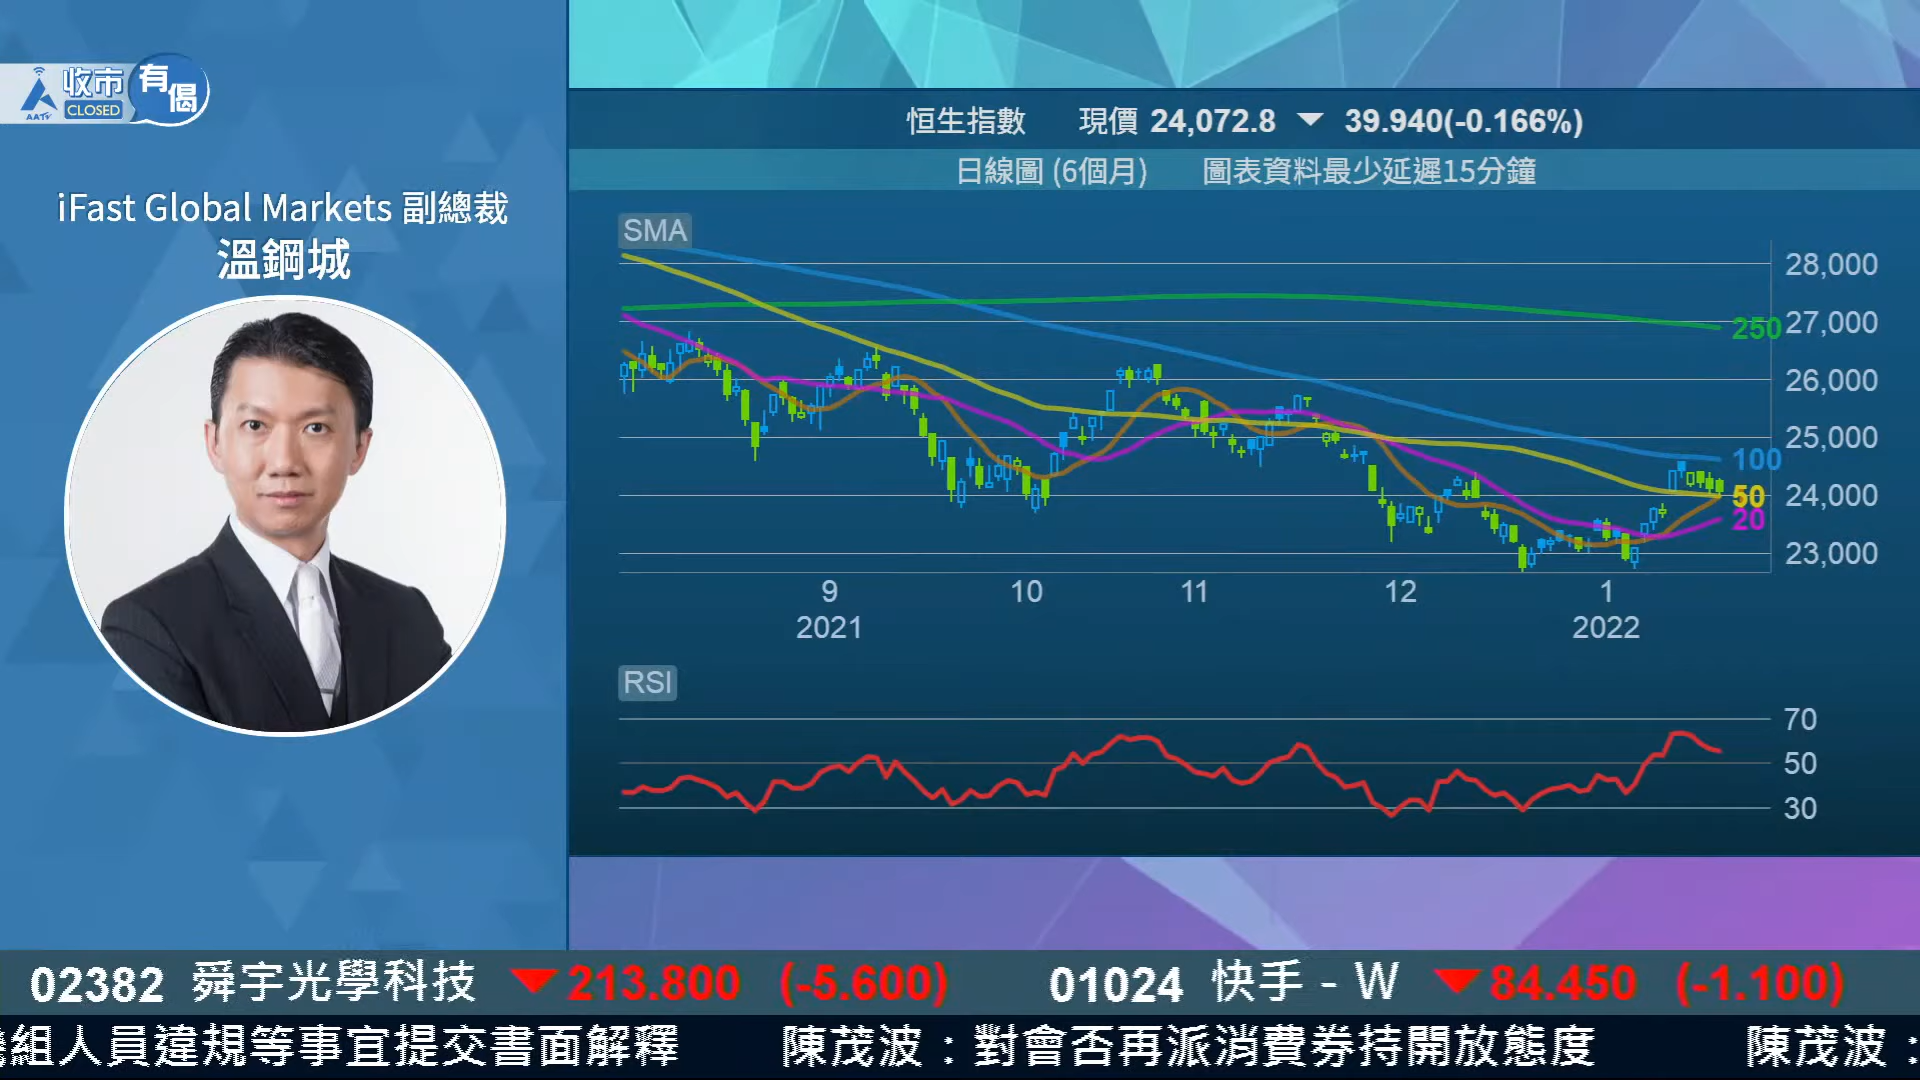 收市 有偈
AATV CLOSED
iFast Global Markets 副總裁
溫鋼城
恒生指數 現價 24,072.8 ▼ 39.940(-0.166%)
日線圖 (6個月) 圖表資料最少延遲15分鐘
SMA
28,000
27,000
26,000
25,000
24,000
23,000
250
100
50
20
9 10 11 12 1
2021 2022
RSI
70
50
30
02382 舜宇光學科技 ▼213.800 (-5.600) 01024 快手 - W ▼84.450 (-1.100)
組人員違規等事宜提交書面解釋 陳茂波：對會否再派消費券持開放態度 陳茂波：